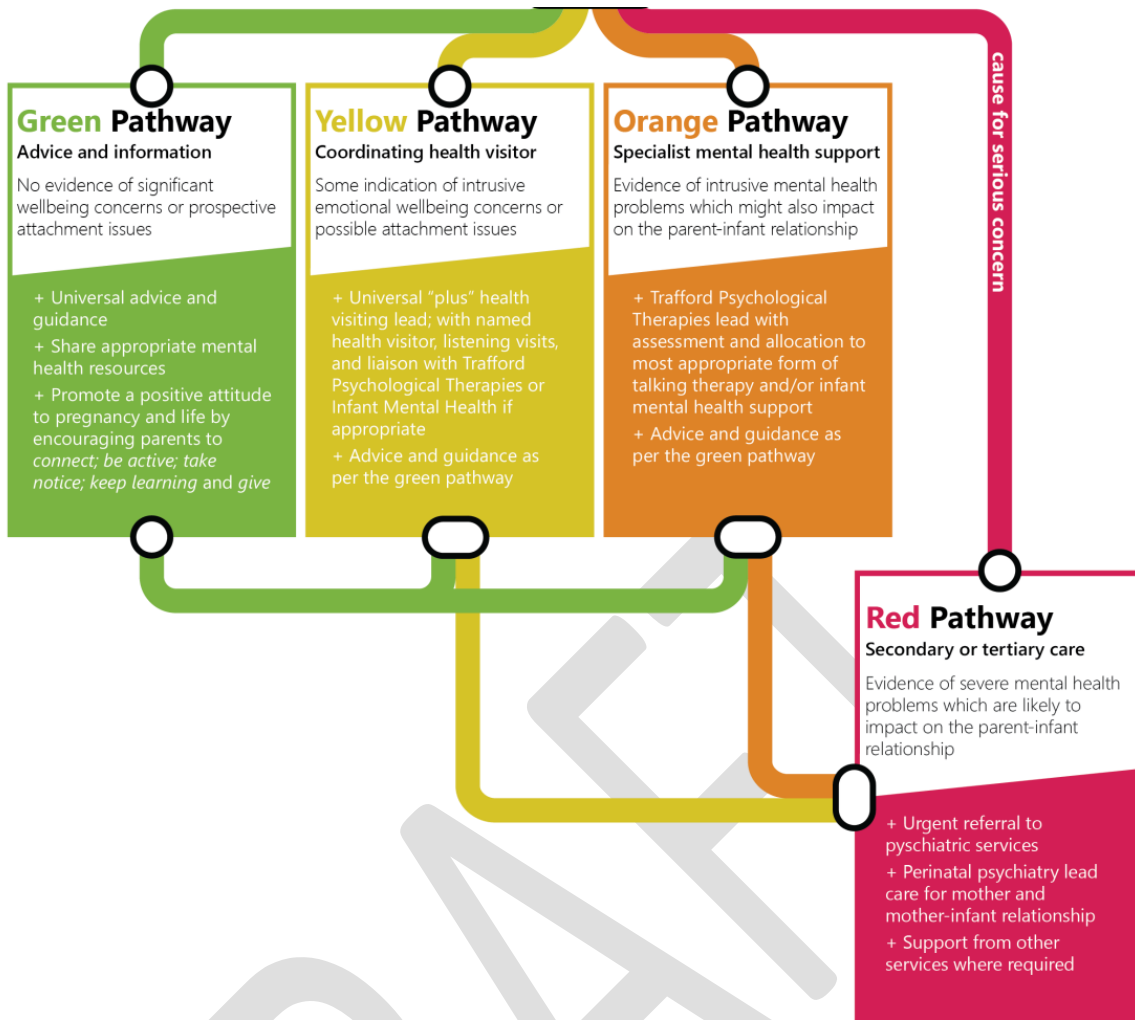 Green Pathway
Advice and information
No evidence of significant
wellbeing concerns or prospective
attachment issues
+ Universal advice and
guidance
+ Share appropriate mental
health resources
+ Promote a positive attitude
to pregnancy and life by
encouraging parents to
connect; be active; take
notice; keep learning and give
Yellow Pathway
Coordinating health visitor
Some indication of intrusive
emotional wellbeing concerns or
possible attachment issues
+ Universal “plus” health
visiting lead; with named
health visitor, listening visits,
and liaison with Trafford
Psychological Therapies or
Infant Mental Health if
appropriate
+ Advice and guidance as
per the green pathway
Orange Pathway
Specialist mental health support
Evidence of intrusive mental health
problems which might also impact
on the parent-infant relationship
+ Trafford Psychological
Therapies lead with
assessment and allocation to
most appropriate form of
talking therapy and/or infant
mental health support
+ Advice and guidance as
per the green pathway
cause for serious concern
Red Pathway
Secondary or tertiary care
Evidence of severe mental health
problems which are likely to
impact on the parent-infant
relationship
+ Urgent referral to
pyschiatric services
+ Perinatal psychiatry lead
care for mother and
mother-infant relationship
+ Support from other
services where required